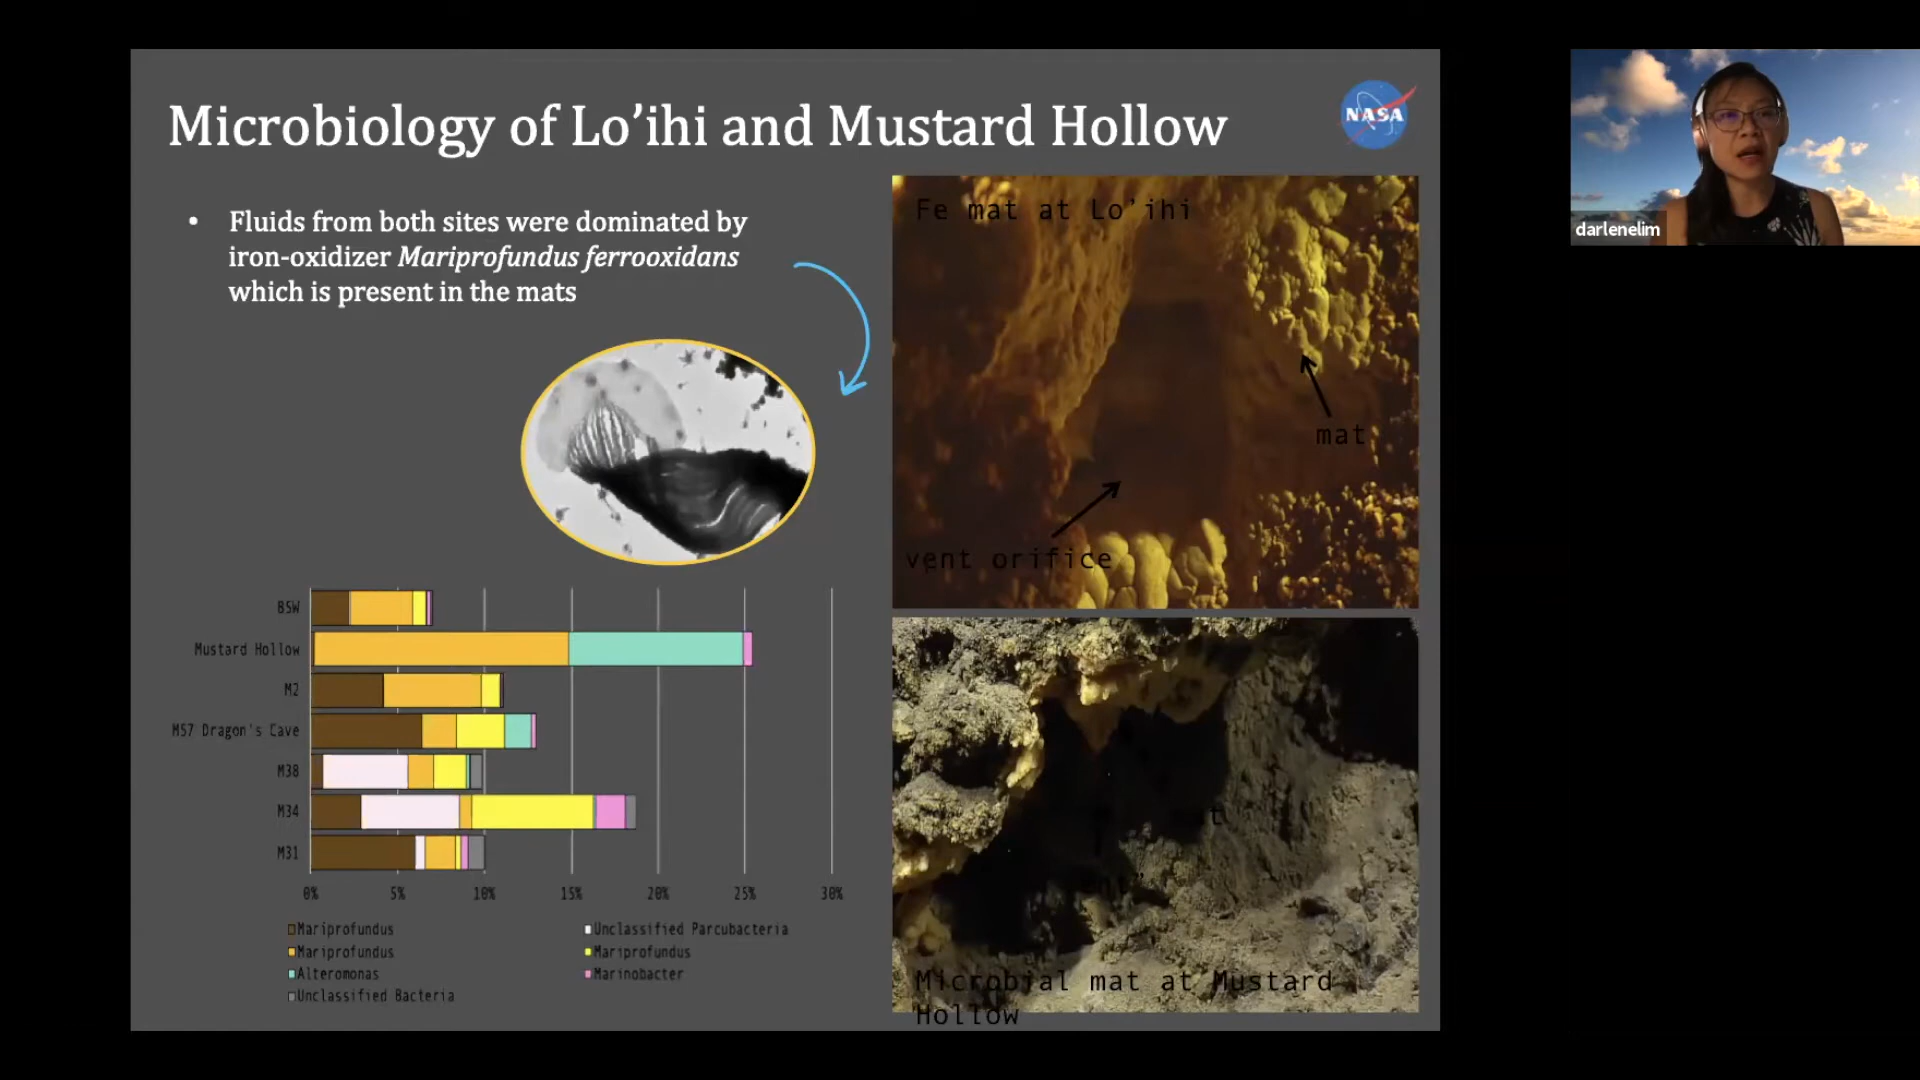 Microbiology of Lo’ihi and Mustard Hollow
NASA
• Fluids from both sites were dominated by
iron-oxidizer Mariprofundus ferrooxidans
which is present in the mats
Fe mat at Lo’ihi
mat
vent orifice
darlenelim
BSW
Mustard Hollow
M2
M57 Dragon's Cave
M38
M34
M31
0% 5% 10% 15% 20% 25% 30%
Mariprofundus
Unclassified Parcubacteria
Mariprofundus
Mariprofundus
Alteromonas
Marinobacter
Unclassified Bacteria
Microbial mat at Mustard
Hollow